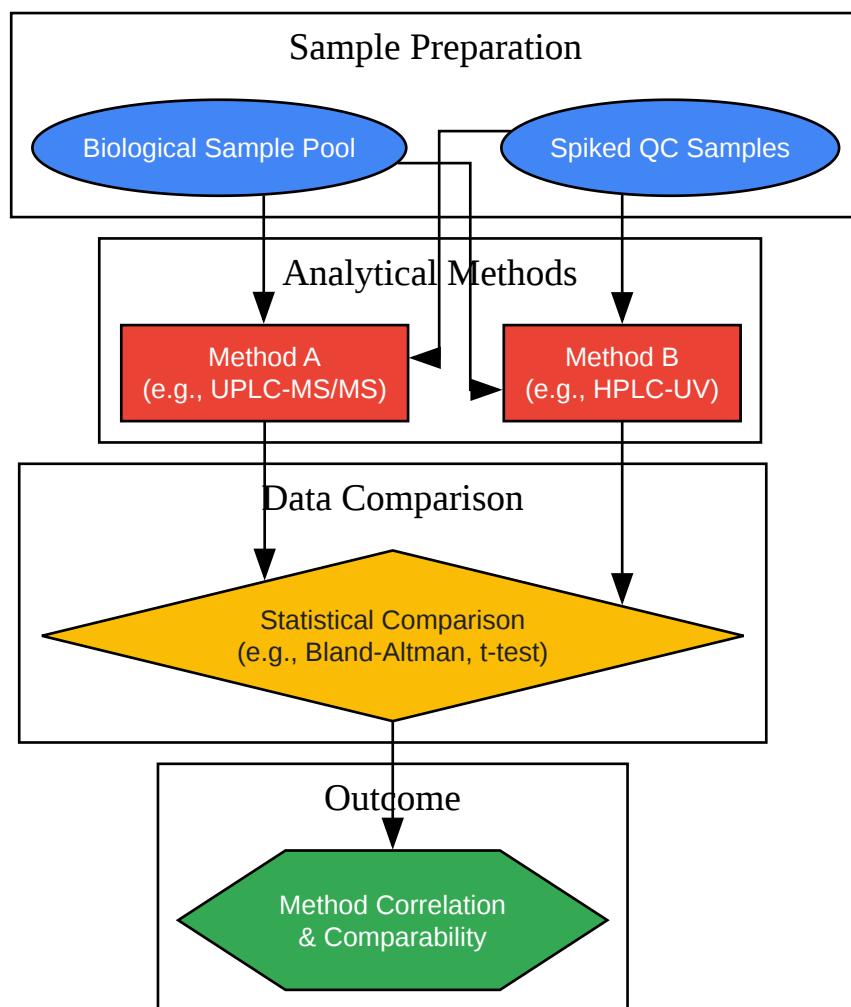 Sample Preparation
Biological Sample Pool
Spiked QC Samples
Analytical Methods
Method A
(e.g., UPLC-MS/MS)
Method B
(e.g., HPLC-UV)
Data Comparison
Statistical Comparison
(e.g., Bland-Altman, t-test)
Outcome
Method Correlation
& Comparability